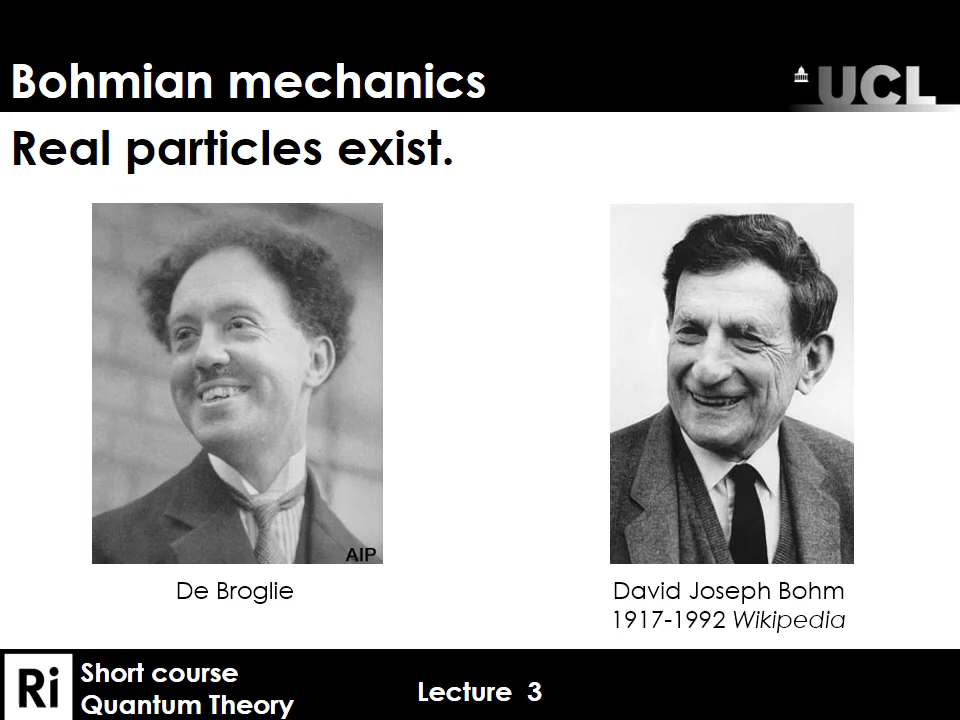 Bohmian mechanics
UCL
Real particles exist.
AIP
De Broglie
David Joseph Bohm
1917-1992 Wikipedia
Ri
Short course
Quantum Theory
Lecture 3